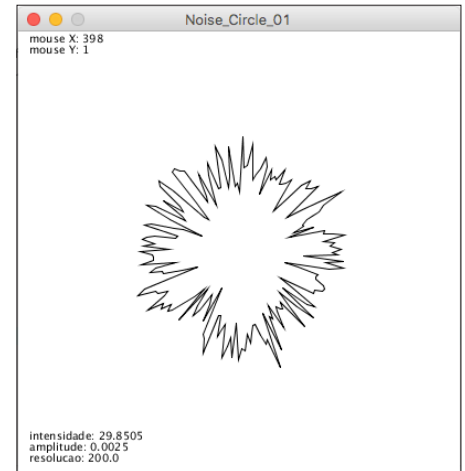 Noise_Circle_01
mouse X: 398
mouse Y: 1
intensidade: 29.8505
amplitude: 0.0025
resolucao: 200.0